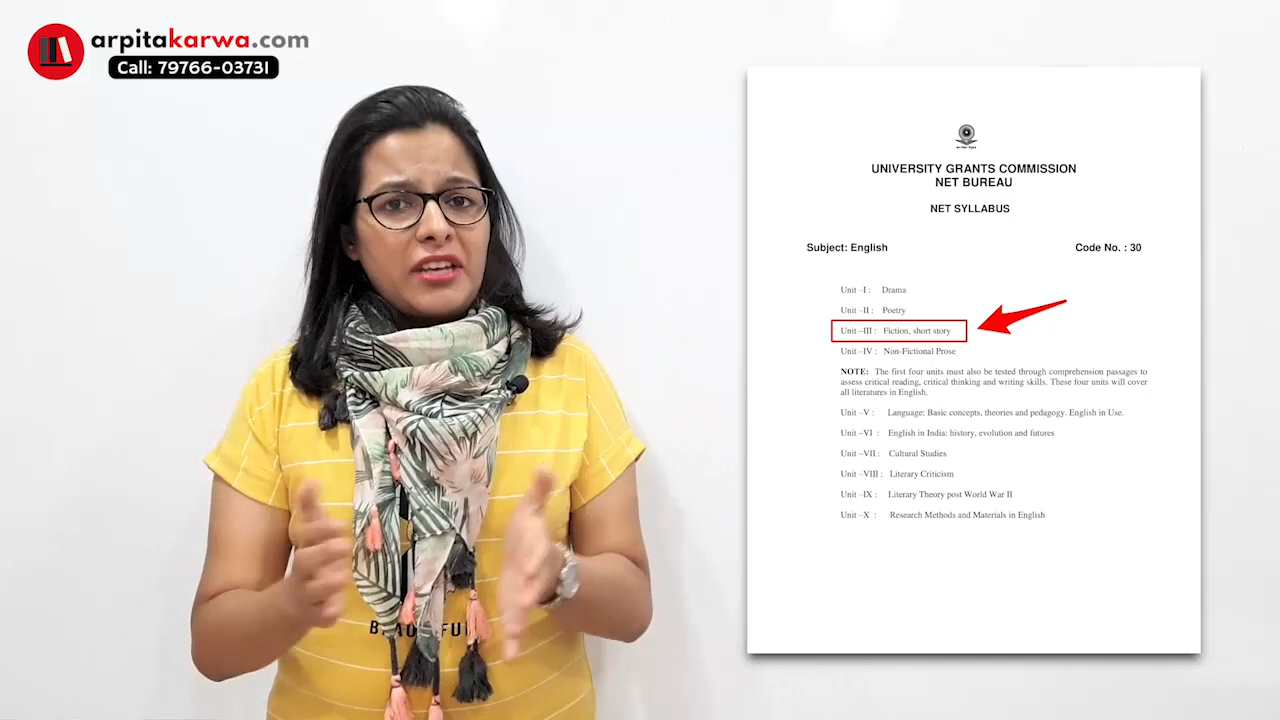 arpitakarwa.com
Call: 79766-03731
UNIVERSITY GRANTS COMMISSION
NET BUREAU
NET SYLLABUS
Subject: English
Code No. : 30
Unit –I : Drama
Unit –II : Poetry
Unit –III : Fiction, short story
Unit –IV : Non-Fictional Prose
NOTE: The first four units must also be tested through comprehension passages to
assess critical reading, critical thinking and writing skills. These four units will cover
all literatures in English.
Unit –V : Language: Basic concepts, theories and pedagogy. English in Use.
Unit –VI : English in India: history, evolution and futures
Unit –VII : Cultural Studies
Unit –VIII : Literary Criticism
Unit –IX : Literary Theory post World War II
Unit –X : Research Methods and Materials in English